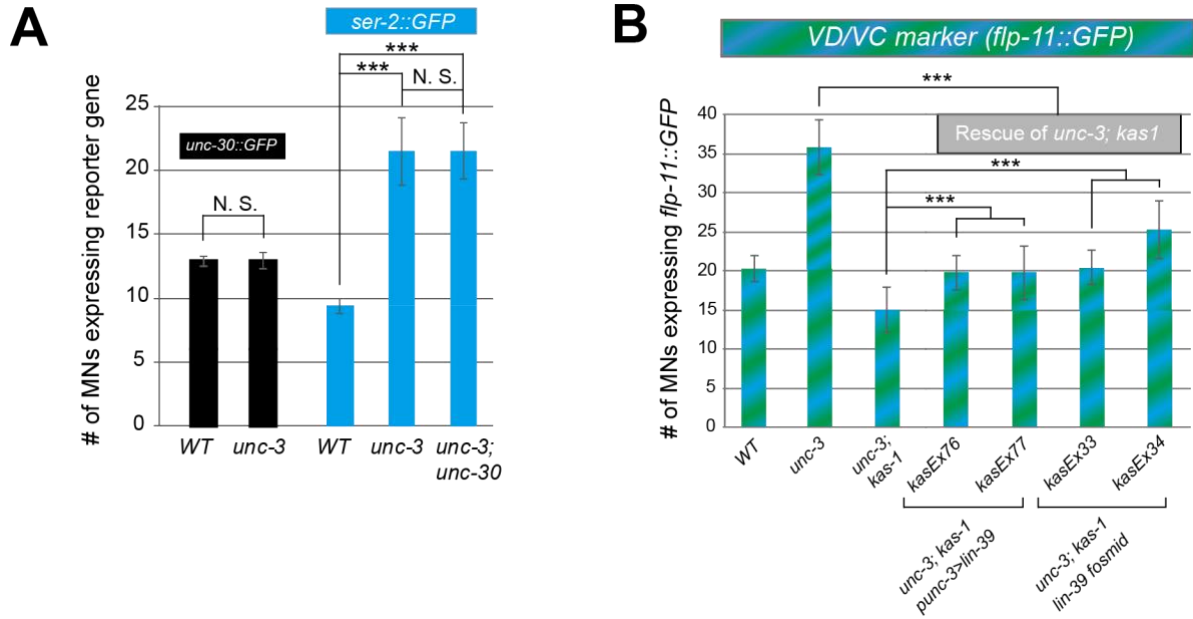 A
ser-2::GFP
***
***
N. S.
# of MNs expressing reporter gene
25
20
15
10
5
0
unc-30::GFP
N. S.
WT
unc-3
WT
unc-3
unc-3;
unc-30
B
VD/VC marker (flp-11::GFP)
***
Rescue of unc-3; kas1
***
***
# of MNs expressing flp-11::GFP
40
35
30
25
20
15
10
5
0
WT
unc-3
unc-3;
kas-1
kasEx76
kasEx77
kasEx33
kasEx34
unc-3; kas-1
punc-3>lin-39
unc-3; kas-1
lin-39 fosmid